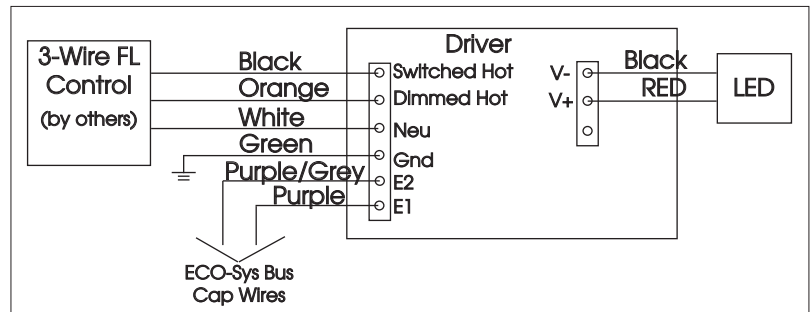 3-Wire FL
Control
(by others)
Black
Orange
White
Green
Purple/Grey
Purple
ECO-Sys Bus
Cap Wires
Driver
Switched Hot
Dimmed Hot
Neu
Gnd
E2
E1
V-
V+
Black
RED
LED